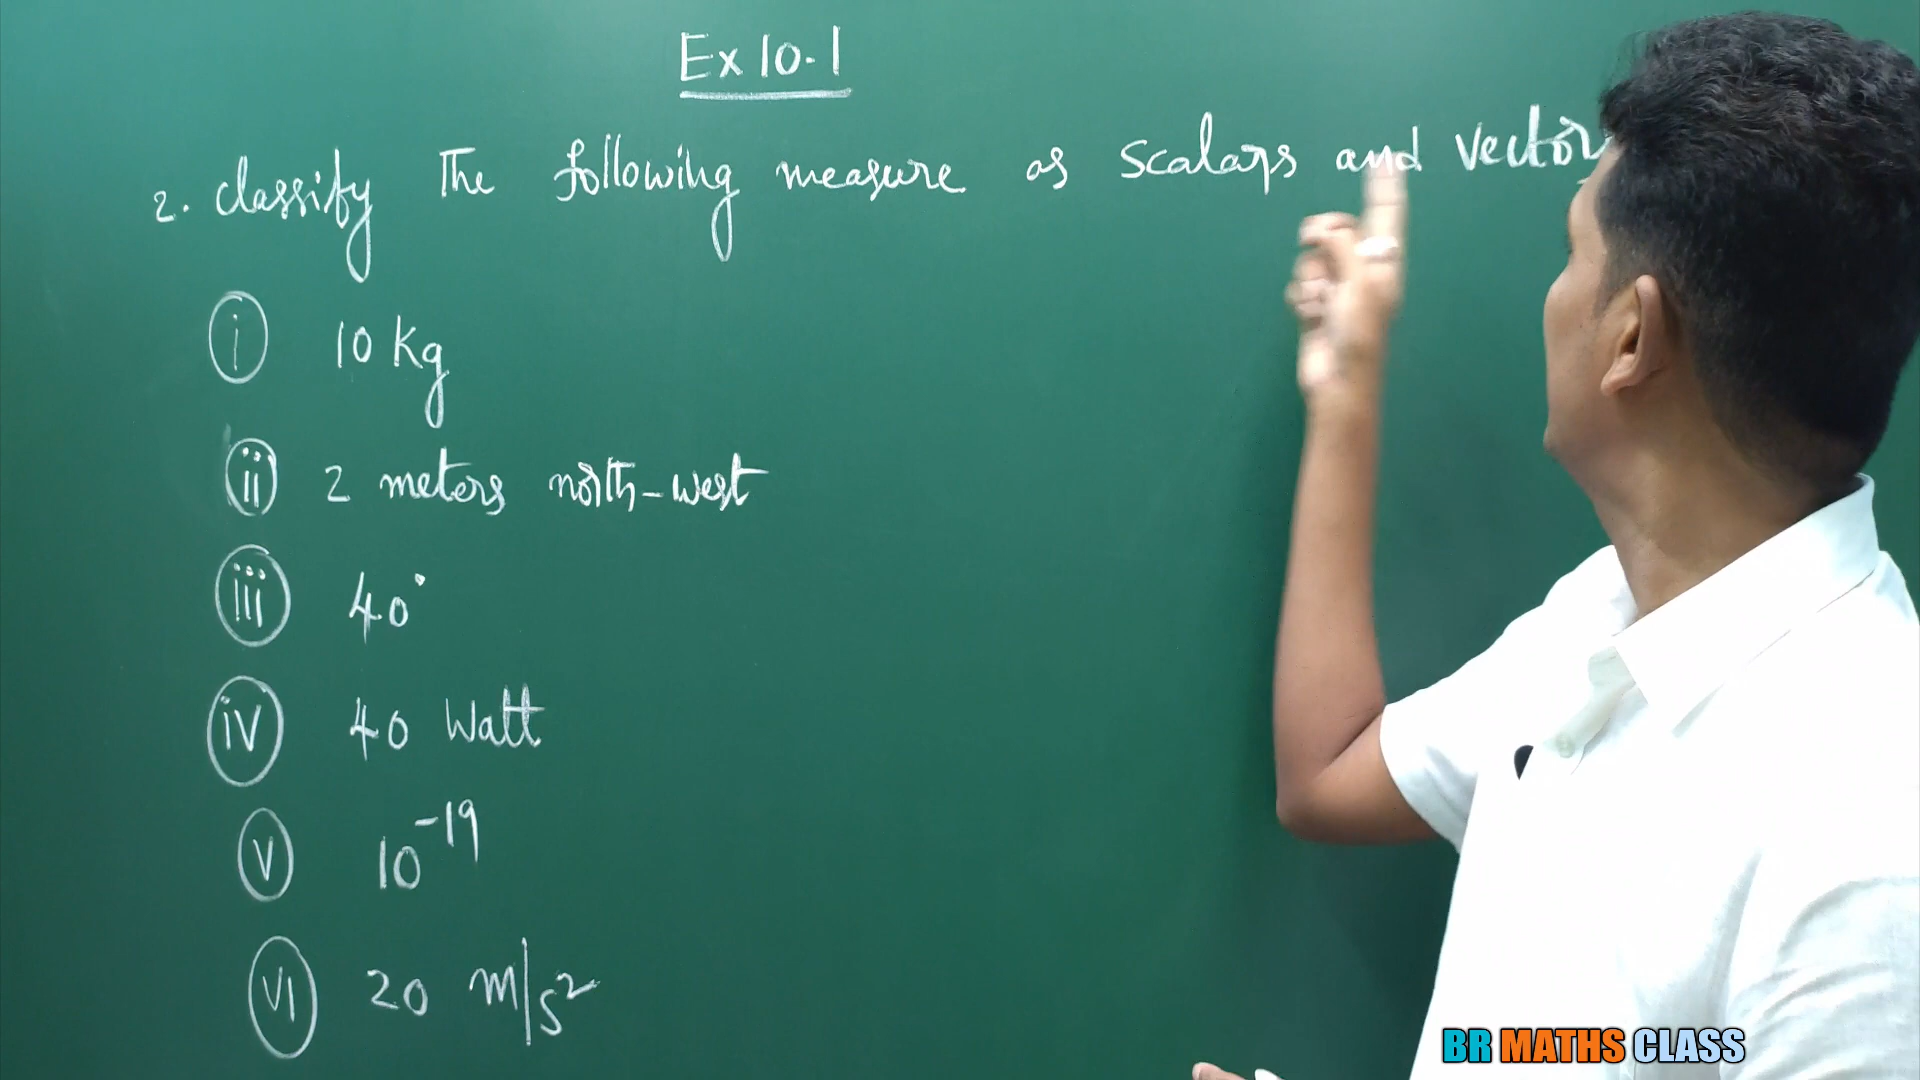 Ex 10.1
2. classify The following measure as scalars and vectors
i 10 Kg
ii 2 meters north-west
iii 40°
iv 40 Watt
v 10⁻¹⁹
vi 20 m/s²
BR MATHS CLASS